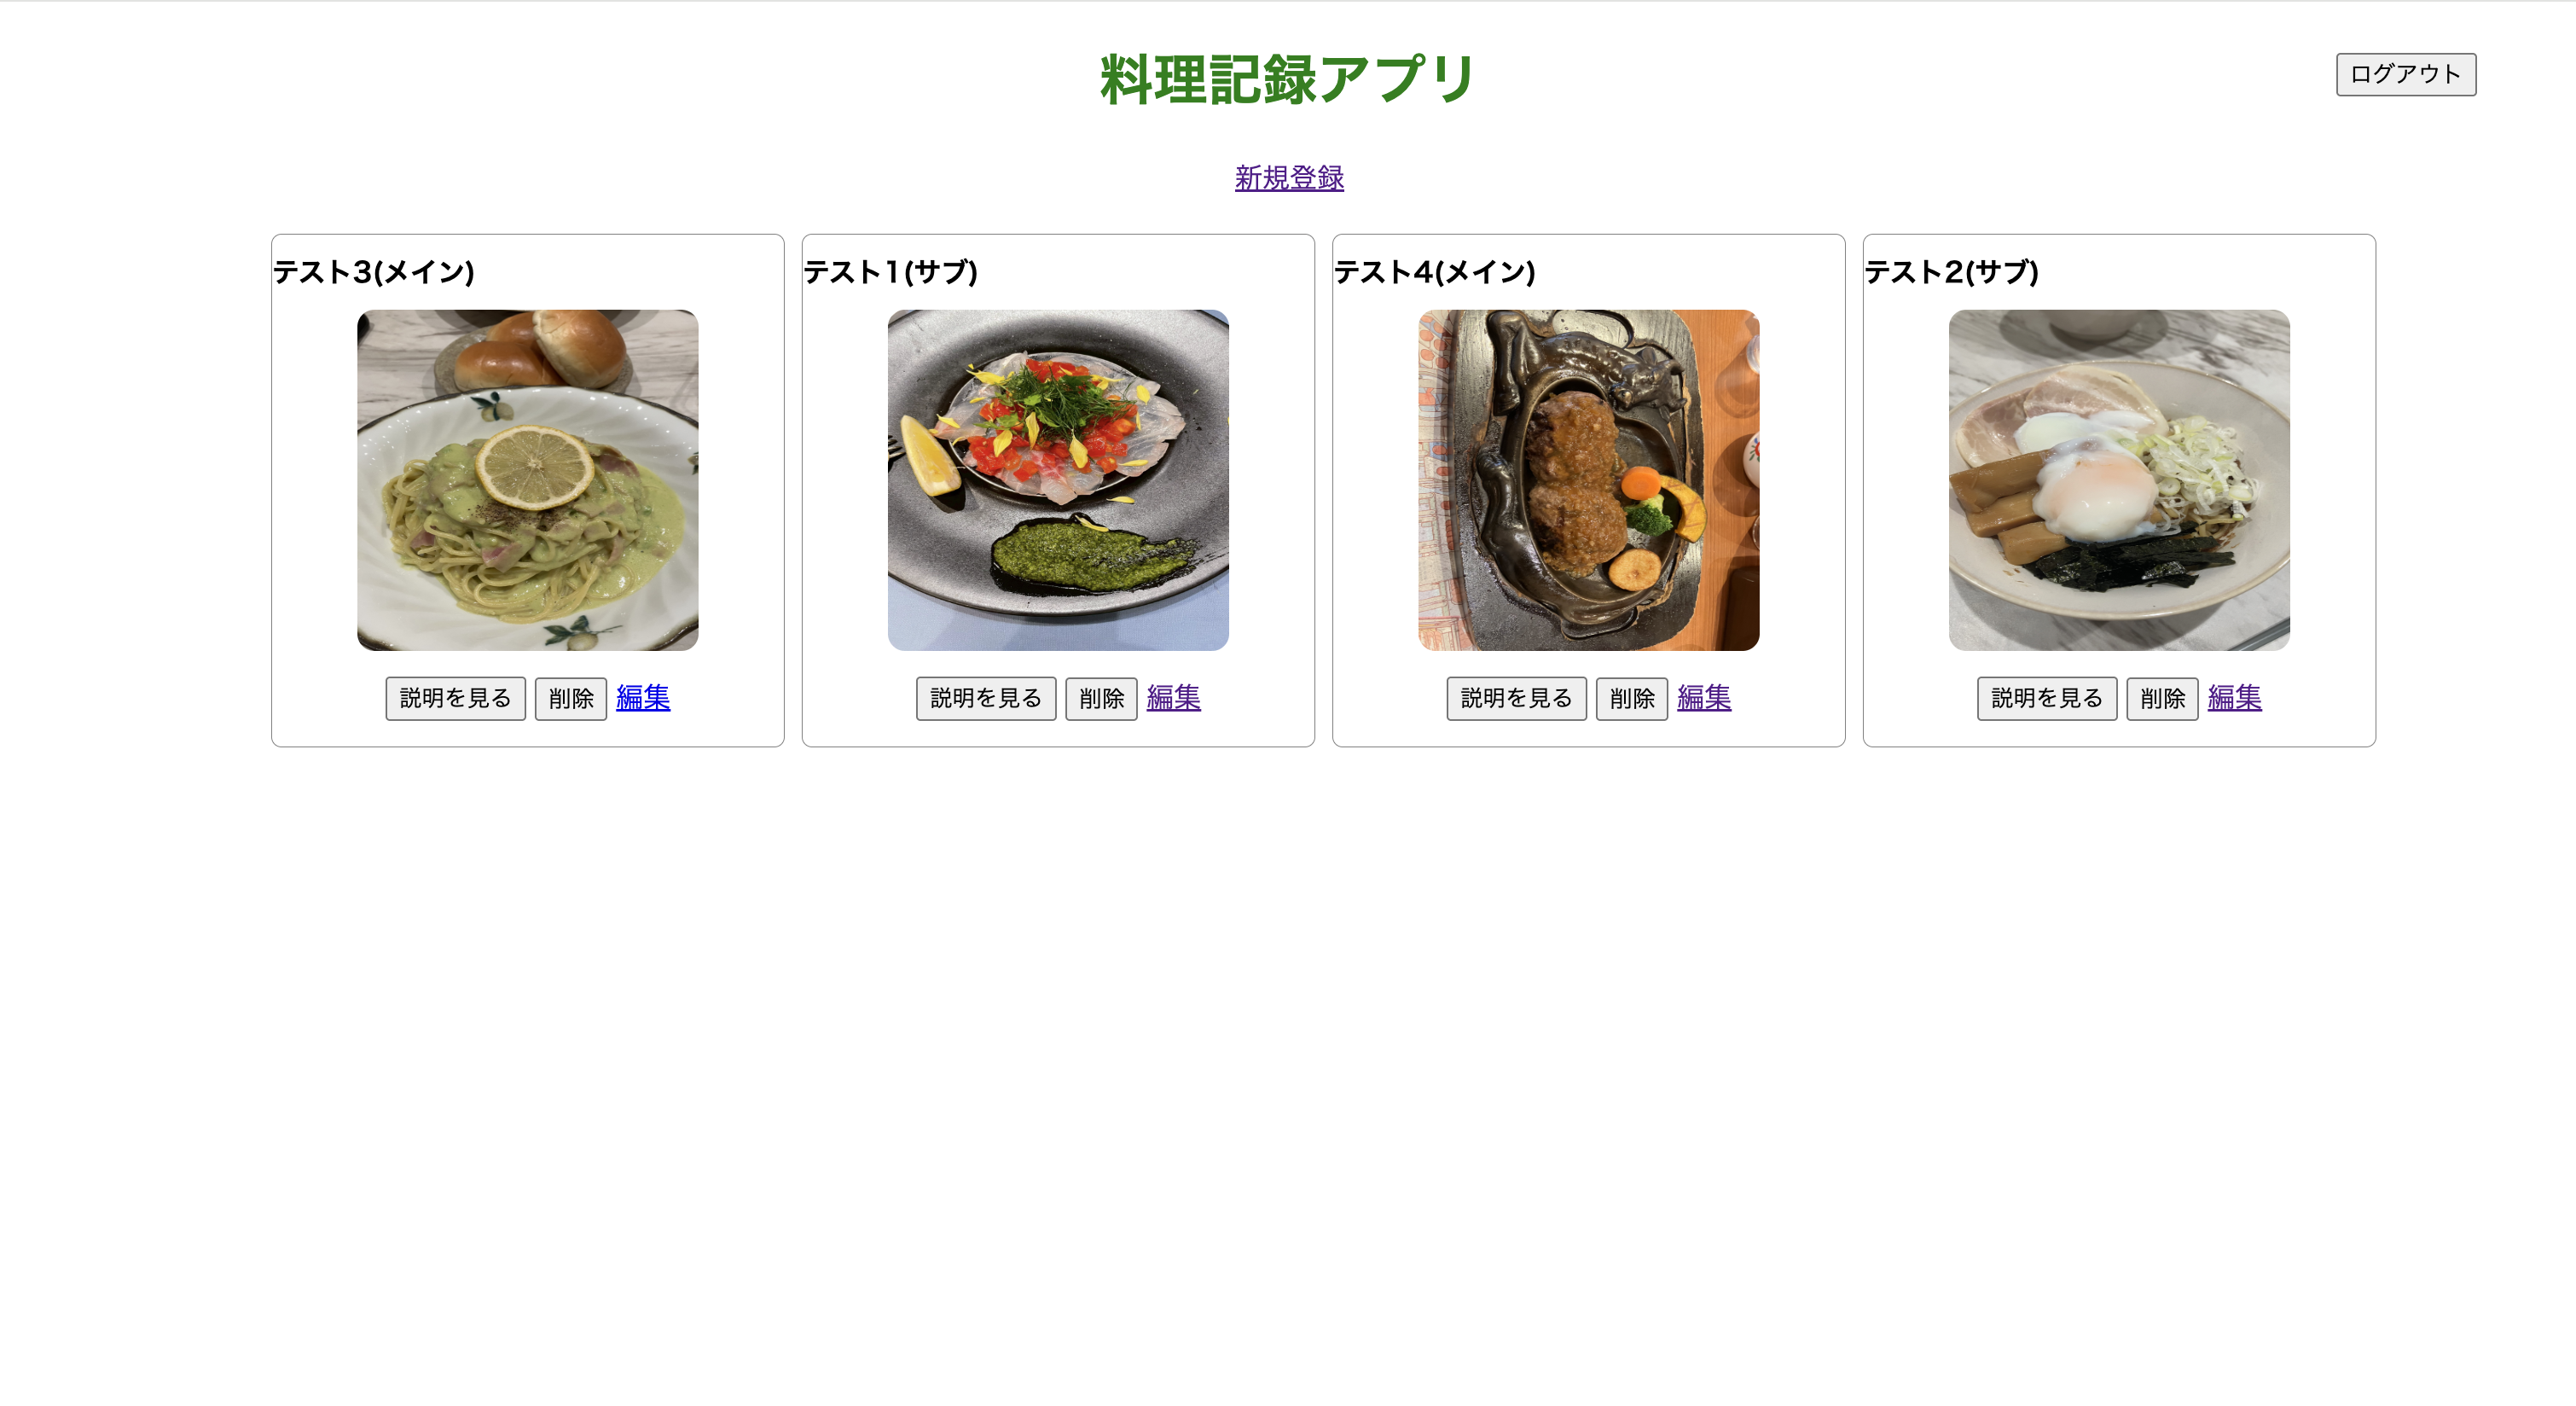 料理記録アプリ
ログアウト
新規登録
テスト3(メイン)
説明を見る 削除 編集
テスト1(サブ)
説明を見る 削除 編集
テスト4(メイン)
説明を見る 削除 編集
テスト2(サブ)
説明を見る 削除 編集